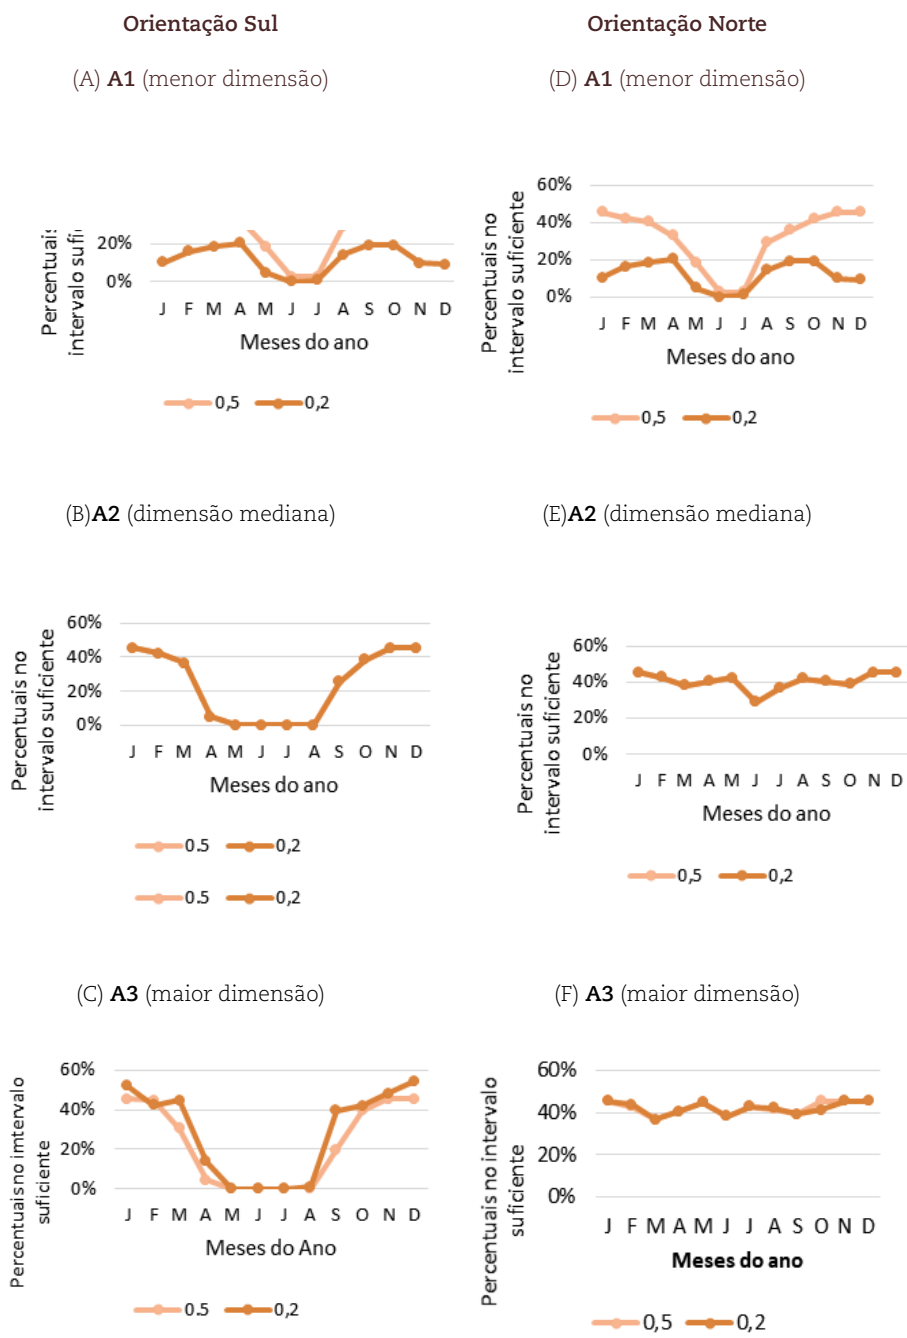 Orientação Sul
Orientação Norte
(A) A1 (menor dimensão)
(D) A1 (menor dimensão)
Percentuais
intervalo sufi
20%
0%
J F M A M J J A S O N D
Meses do ano
0,5 0,2
Percentuais no
intervalo suficiente
60%
40%
20%
0%
J F M A M J J A S O N D
Meses do ano
0,5 0,2
(B)A2 (dimensão mediana)
(E)A2 (dimensão mediana)
Percentuais no
intervalo suficiente
60%
40%
20%
0%
J F M A M J J A S O N D
Meses do ano
0.5 0,2
0.5 0,2
Percentuais no
intervalo suficiente
60%
40%
20%
0%
J F M A M J J A S O N D
Meses do ano
0,5 0,2
(C) A3 (maior dimensão)
(F) A3 (maior dimensão)
Percentuais no imtervalo
suficiente
60%
40%
20%
0%
J F M A M J J A S O N D
Meses do Ano
0.5 0,2
Percentuais no intervalo
suficiente
60%
40%
20%
0%
J F M A M J J A S O N D
Meses do ano
0,5 0,2